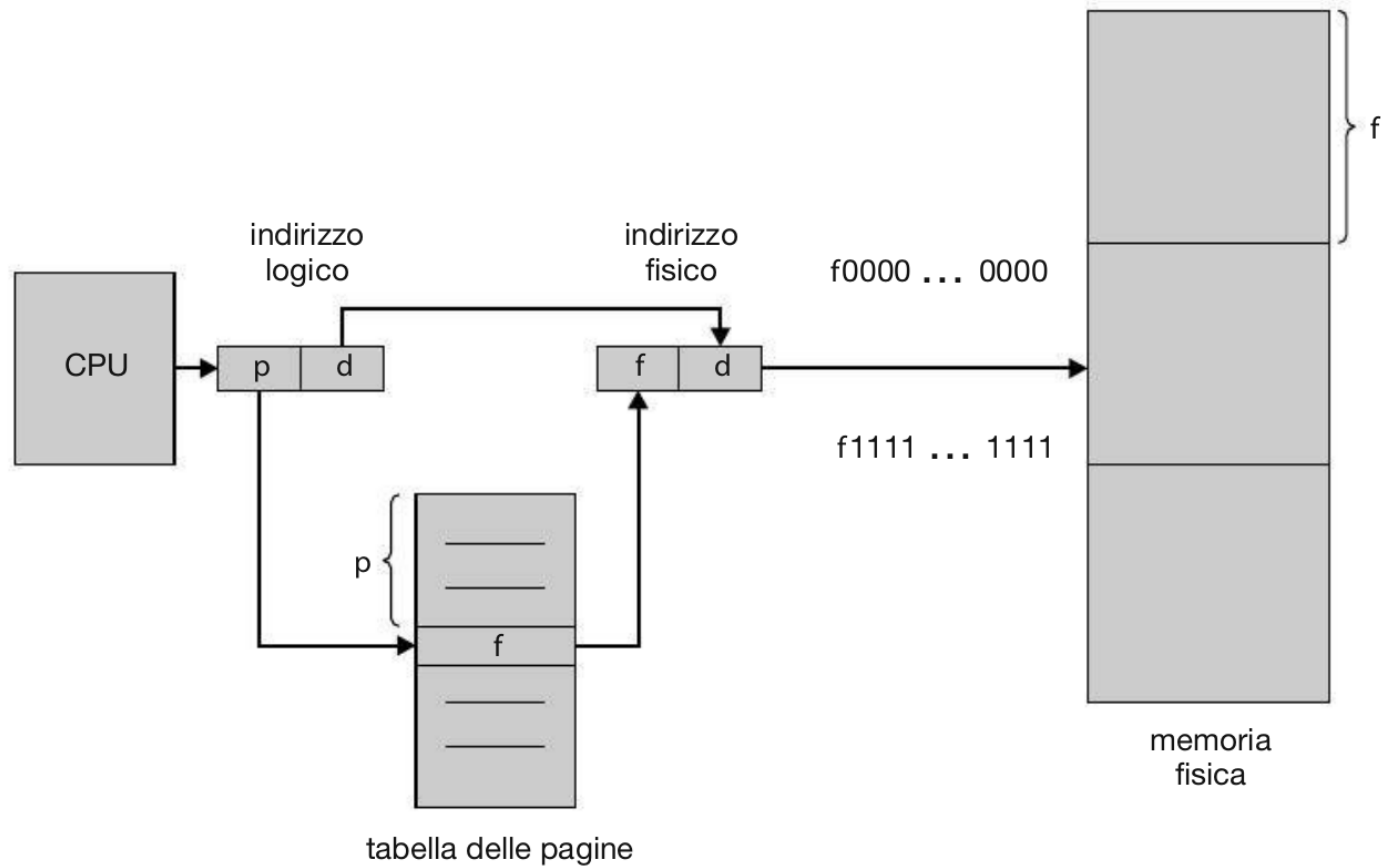 f
indirizzo
logico
indirizzo
fisico
f0000 ... 0000
CPU
p d
f d
f1111 ... 1111
p
f
memoria
fisica
tabella delle pagine